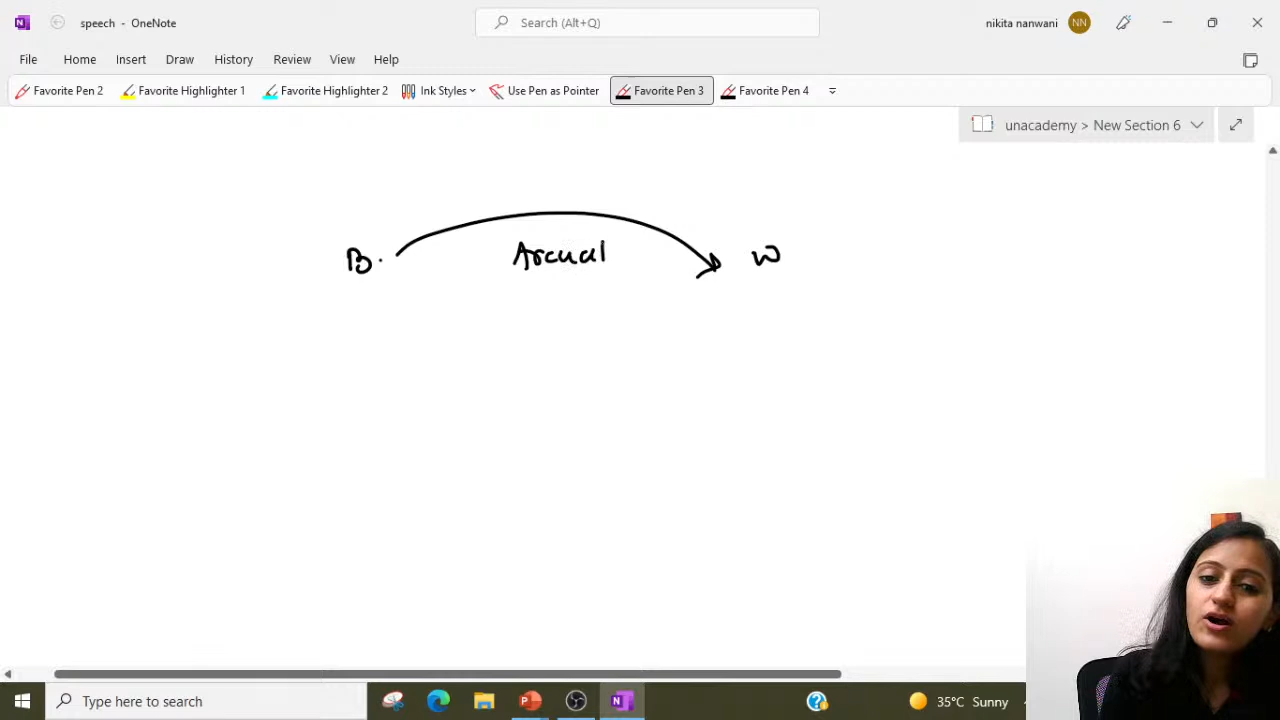 speech - OneNote
Search (Alt+Q)
nikita nanwani NN
File Home Insert Draw History Review View Help
Favorite Pen 2 Favorite Highlighter 1 Favorite Highlighter 2 Ink Styles Use Pen as Pointer Favorite Pen 3 Favorite Pen 4
unacademy > New Section 6
B. Arcual W
Type here to search
35°C Sunny